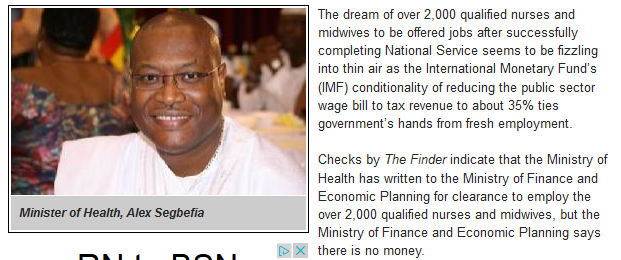 The dream of over 2,000 qualified nurses and
midwives to be offered jobs after successfully
completing National Service seems to be fizzling
into thin air as the International Monetary Fund's
(IMF) conditionality of reducing the public sector
wage bill to tax revenue to about 35% ties
government's hands from fresh employment.
Checks by The Finder indicate that the Ministry of
Health has written to the Ministry of Finance and
Economic Planning for clearance to employ the
over 2,000 qualified nurses and midwives, but the
Ministry of Finance and Economic Planning says
there is no money.
Minister of Health, Alex Segbefia